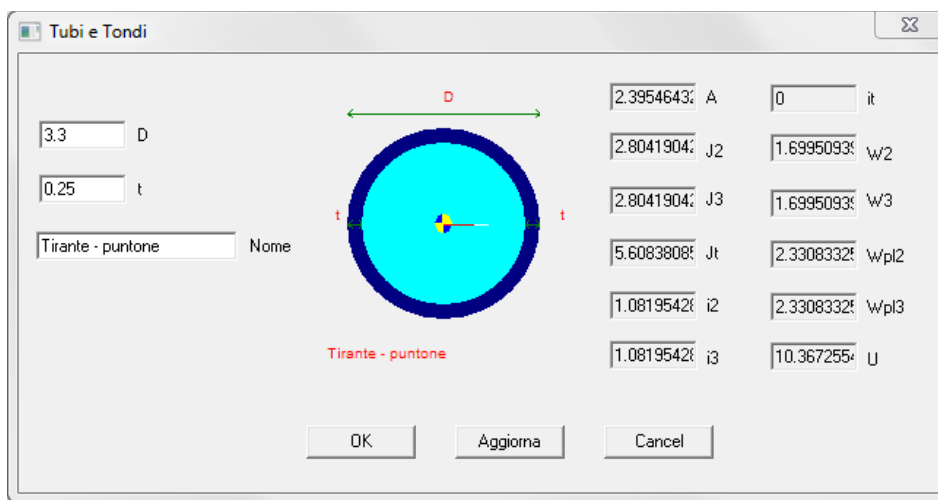 Tubi e Tondi
D
3.3 D
0.25 t
t t
Tirante - puntone Nome
Tirante - puntone
2.39546432 A
0 it
2.80419042 J2
1.69950939 W2
2.80419042 J3
1.69950939 W3
5.60838085 Jt
2.33083325 Wpl2
1.08195428 i2
2.33083325 Wpl3
1.08195428 i3
10.3672554 U
OK Aggiorna Cancel